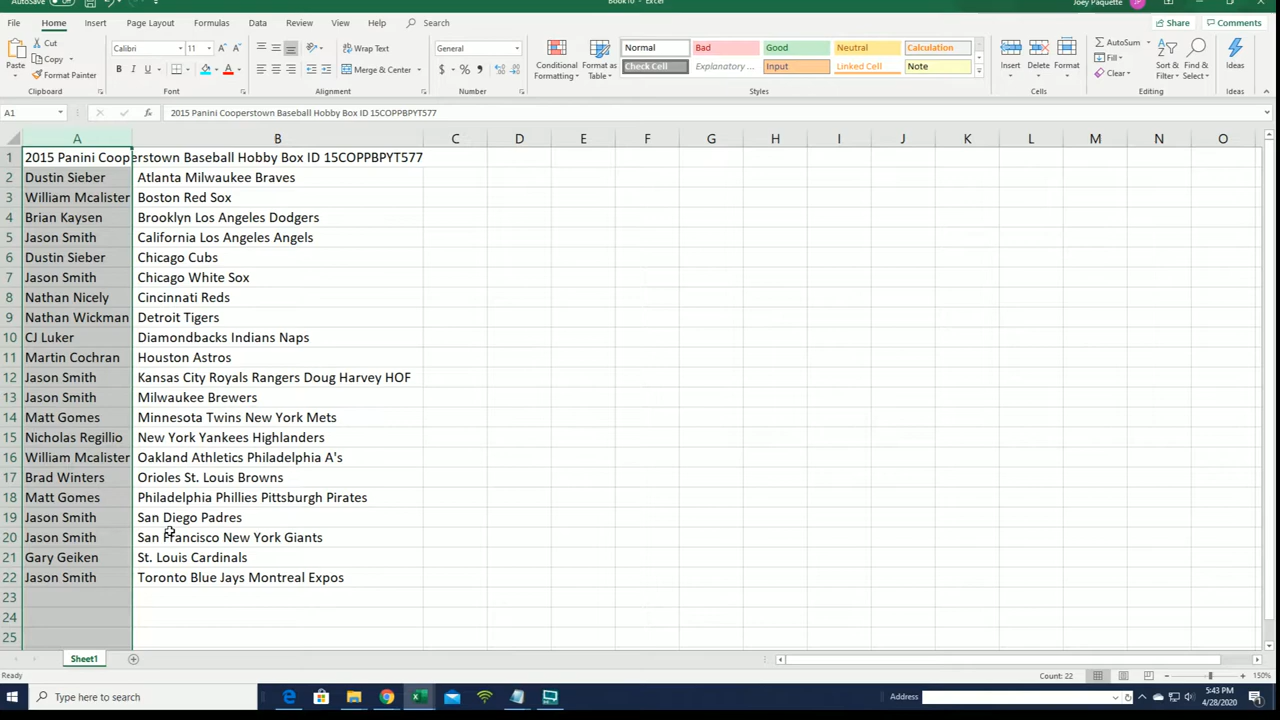 AutoSave Off Book10 - Excel Joey Paquette JP
File Home Insert Page Layout Formulas Data Review View Help Search Share Comments
Paste Cut Copy Format Painter Clipboard
Calibri 11 B I U A Font
Wrap Text Merge & Center Alignment
General $ % Number
Conditional Formatting Format as Table
Normal Bad Good Neutral Calculation
Check Cell Explanatory ... Input Linked Cell Note
Styles
Insert Delete Format Cells
AutoSum Fill Clear Sort & Filter Find & Select Editing
Ideas Ideas
A1 fx 2015 Panini Cooperstown Baseball Hobby Box ID 15COPPBPYT577
A B C D E F G H I J K L M N O
1 2015 Panini Cooperstown Baseball Hobby Box ID 15COPPBPYT577
2 Dustin Sieber Atlanta Milwaukee Braves
3 William Mcalister Boston Red Sox
4 Brian Kaysen Brooklyn Los Angeles Dodgers
5 Jason Smith California Los Angeles Angels
6 Dustin Sieber Chicago Cubs
7 Jason Smith Chicago White Sox
8 Nathan Nicely Cincinnati Reds
9 Nathan Wickman Detroit Tigers
10 CJ Luker Diamondbacks Indians Naps
11 Martin Cochran Houston Astros
12 Jason Smith Kansas City Royals Rangers Doug Harvey HOF
13 Jason Smith Milwaukee Brewers
14 Matt Gomes Minnesota Twins New York Mets
15 Nicholas Regillio New York Yankees Highlanders
16 William Mcalister Oakland Athletics Philadelphia A's
17 Brad Winters Orioles St. Louis Browns
18 Matt Gomes Philadelphia Phillies Pittsburgh Pirates
19 Jason Smith San Diego Padres
20 Jason Smith San Francisco New York Giants
21 Gary Geiken St. Louis Cardinals
22 Jason Smith Toronto Blue Jays Montreal Expos
23
24
25
Sheet1
Ready Count: 22 150%
Type here to search Address 5:43 PM
4/28/2020